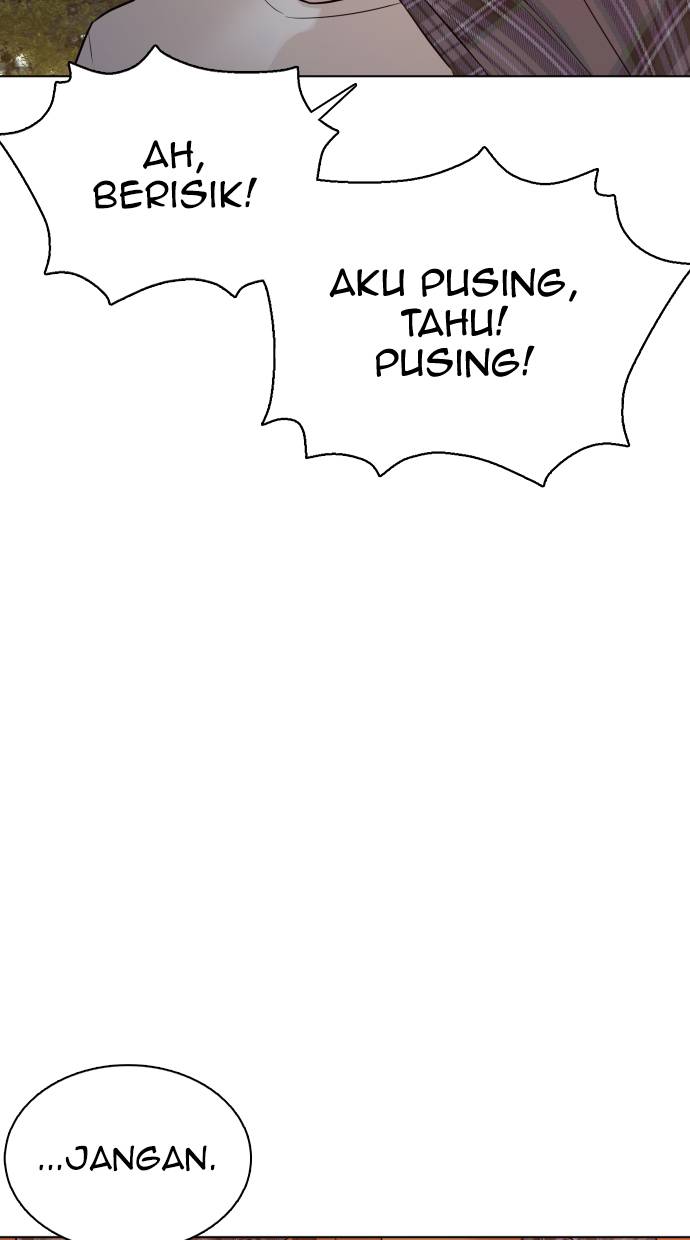 AH,
BERISIK!
AKU PUSING,
TAHU!
PUSING!
...JANGAN.